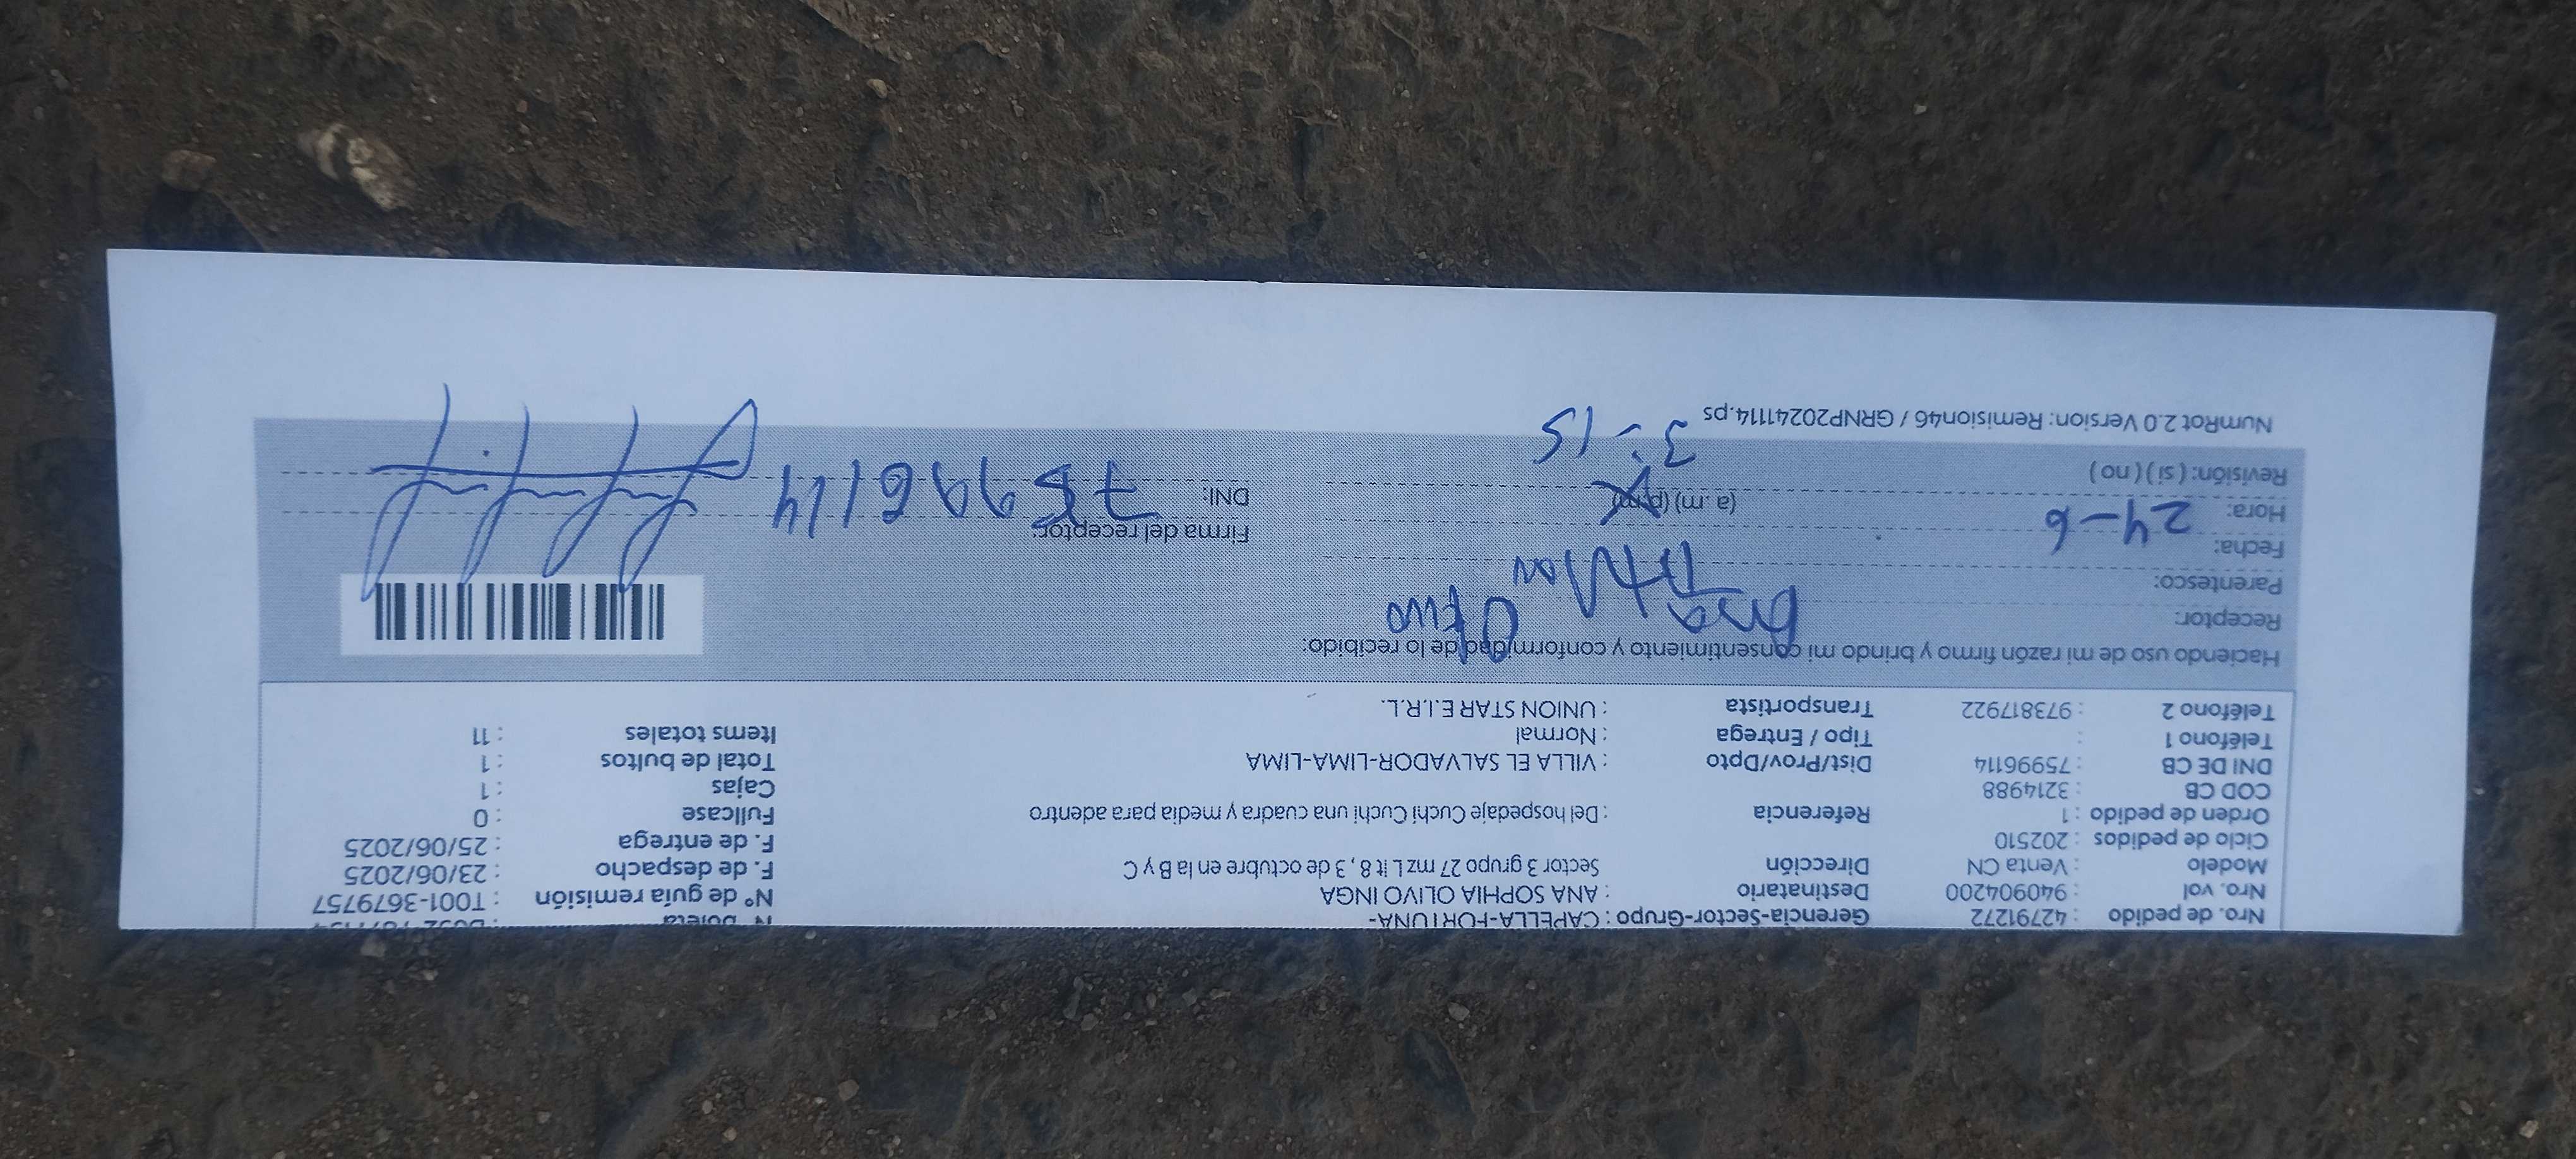 Nro. de pedido : 42791272 Gerencia-Sector-Grupo : CAPELLA-FORTUNA- N° boleta
Nro. vol : 940904200 Destinatario : ANA SOPHIA OLIVO INGA N° de guía remisión : T001-3679757
Modelo : Venta CN Dirección Sector 3 grupo 27 mz L lt 8 , 3 de octubre en la B y C F. de despacho : 23/06/2025
Ciclo de pedidos : 202510 F. de entrega : 25/06/2025
Orden de pedido : 1 Referencia : Del hospedaje Cuchi Cuchi una cuadra y media para adentro Fullcase : 0
COD CB : 3214988 Cajas : 1
DNI DE CB : 75996114 Dist/Prov/Dpto : VILLA EL SALVADOR-LIMA-LIMA Total de bultos : 1
Teléfono 1 : Tipo / Entrega : Normal Items totales : 11
Teléfono 2 : 973817922 Transportista : UNION STAR E.I.R.L.
Haciendo uso de mi razón firmo y brindo mi consentimiento y conformidad de lo recibido:
Receptor: Ana Olivo
Parentesco: Titular
Fecha: 24-6 Firma del receptor:
Hora: (a .m) (p.m) DNI: 75996114
Revisión: ( si ) ( no ) 3:15
NumRot 2.0 Version: Remision46 / GRNP20241114.ps